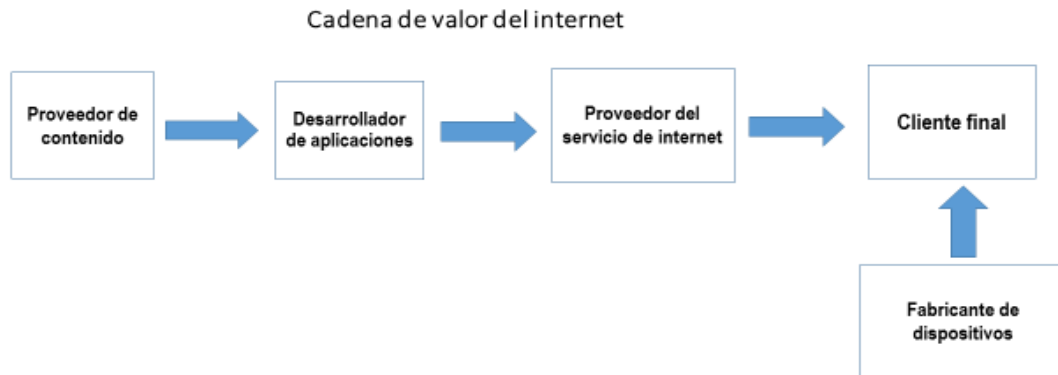 Cadena de valor del internet
Proveedor de
contenido
Desarrollador
de aplicaciones
Proveedor del
servicio de internet
Cliente final
Fabricante de
dispositivos